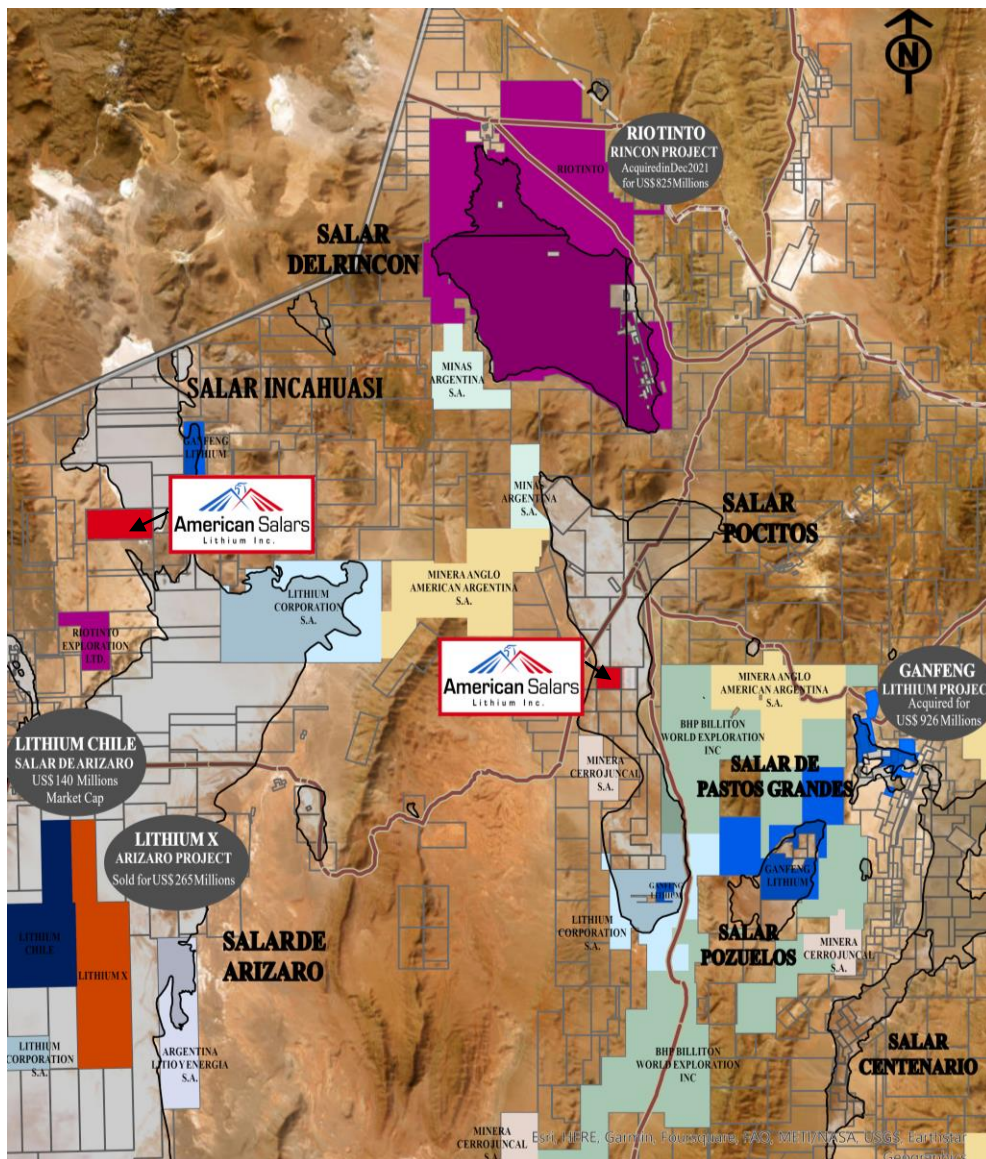 N
RIOTINTO
RINCON PROJECT
AcquiredinDec2021
for US$ 825Millions
RIOTINTO
SALAR
DELRINCON
MINAS
ARGENTINA
S.A.
SALAR INCAHUASI
GANFENG
LITHIUM
American Salars
Lithium Inc.
MINAS
ARGENTINA
S.A.
SALAR
POCITOS
LITHIUM
CORPORATION
S.A.
MINERA ANGLO
AMERICAN ARGENTINA
S.A.
RIOTINTO
EXPLORATION
LTD.
American Salars
Lithium Inc.
MINERA ANGLO
AMERICAN ARGENTINA
S.A.
GANFENG
LITHIUM PROJECT
Acquired for
US$ 926 Millions
BHP BILLITON
WORLD EXPLORATION
INC
LITHIUM CHILE
SALAR DE ARIZARO
US$ 140 Millions
Market Cap
MINERA
CERROJUNCAL
S.A.
SALAR DE
PASTOS GRANDES
LITHIUM X
ARIZARO PROJECT
Sold for US$ 265Millions
GANFENG
LITHIUM
GANFENG
LITHIUM
LITHIUM
CHILE
LITHIUM X
SALARDE
ARIZARO
LITHIUM
CORPORATION
S.A.
SALAR
POZUELOS
MINERA
CERROJUNCAL
S.A.
LITHIUM
CORPORATION
S.A.
ARGENTINA
LITIO Y ENERGIA
S.A.
BHP BILLITON
WORLD EXPLORATION
INC
SALAR
CENTENARIO
MINERA
CERROJUNCAL
S.A.
Esri, HERE, Garmin, Foursquare, FAO, METI/NASA, USGS, Earthstar
Geographics